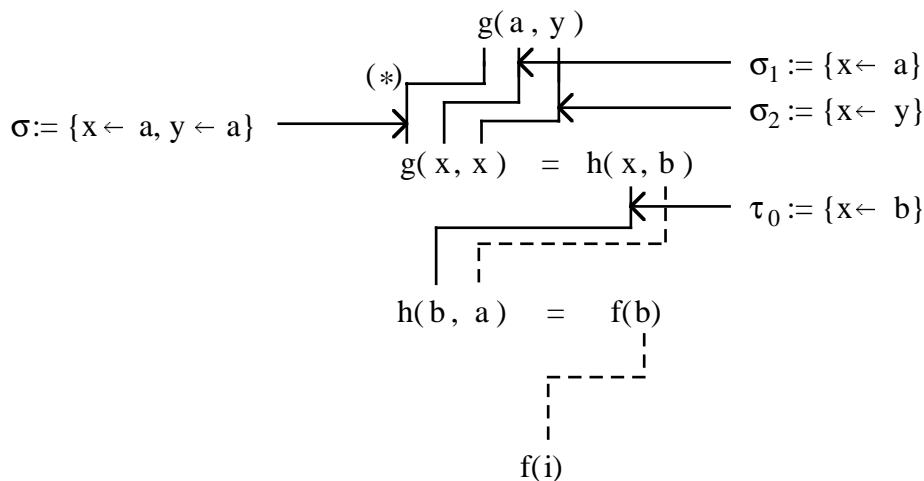 g( a , y )
(*)
σ₁ := {x ← a}
σ := {x ← a, y ← a}
σ₂ := {x ← y}
g( x, x ) = h( x, b )
τ₀ := {x ← b}
h( b , a ) = f( b )
f( i )